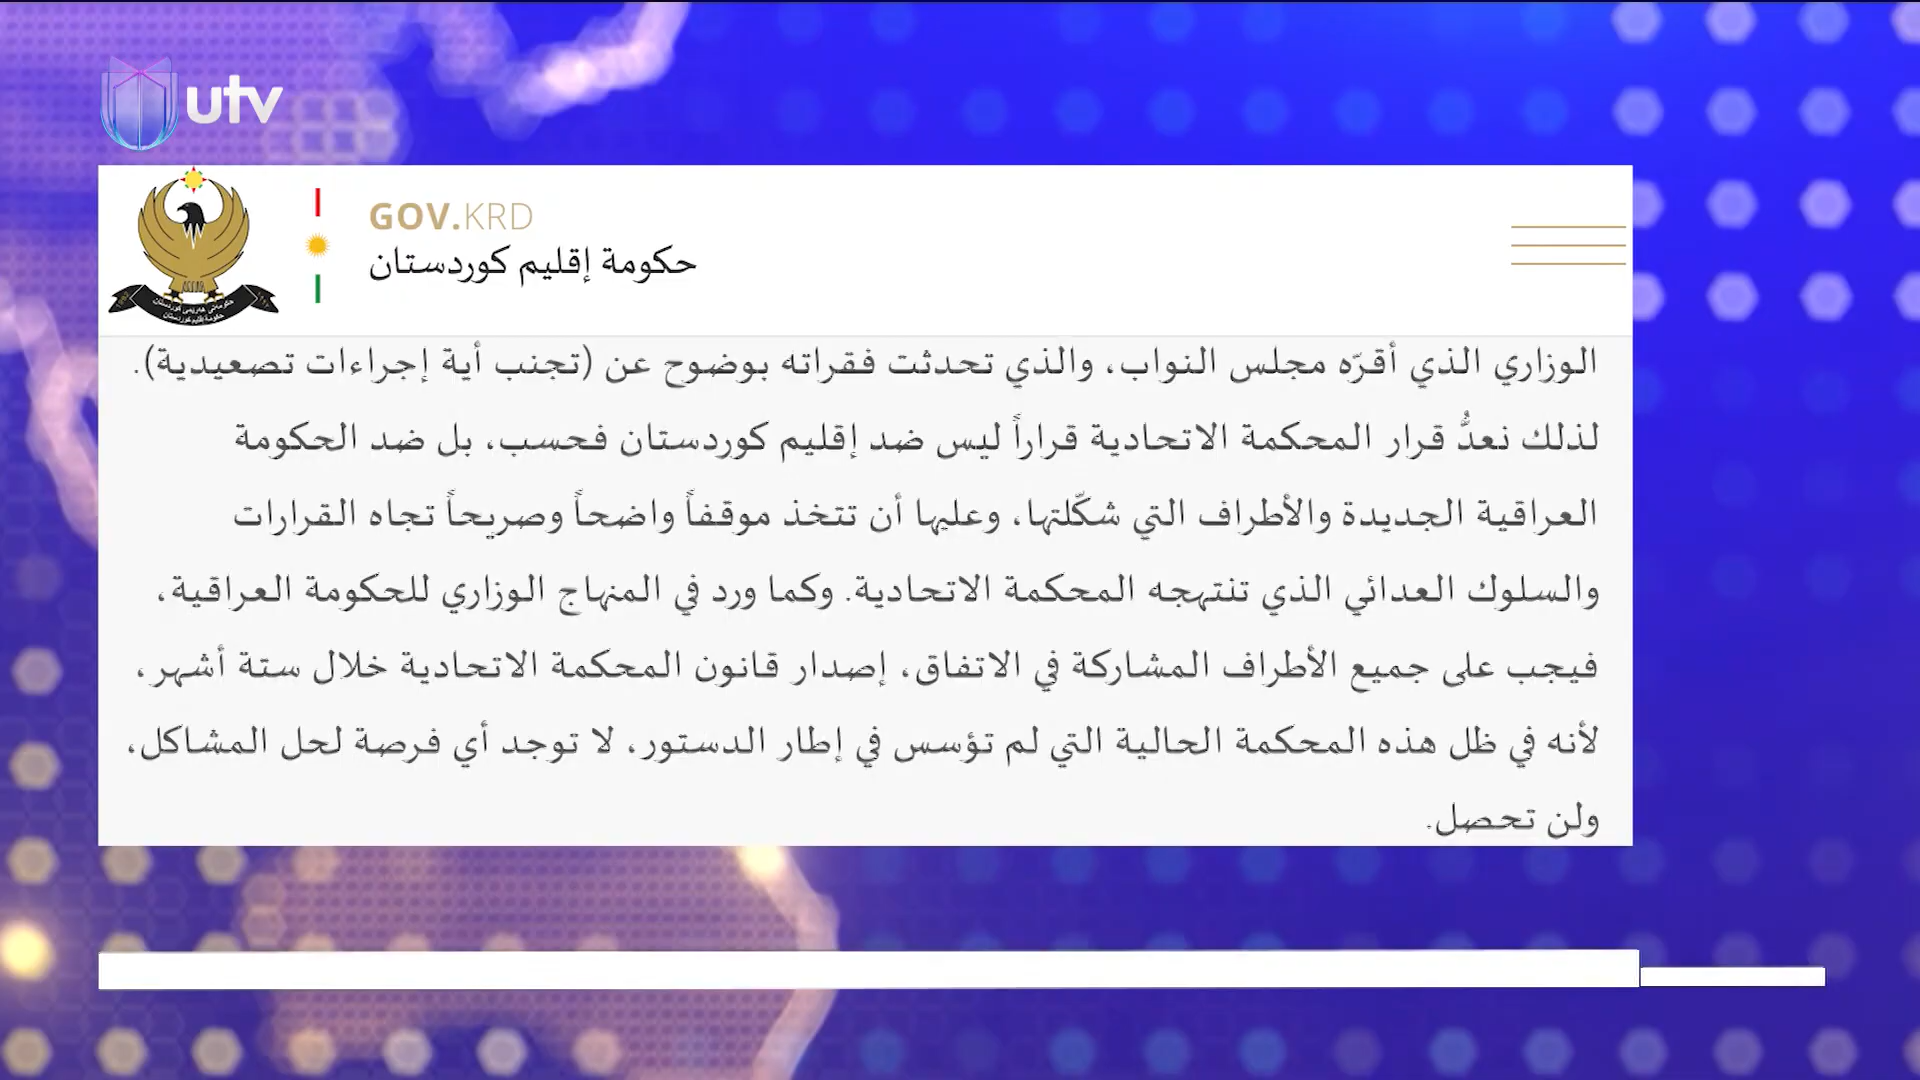 utv
GOV.KRD
حكومة إقليم كوردستان
الوزاري الذي أقرّه مجلس النواب، والذي تحدثت فقراته بوضوح عن (تجنب أية إجراءات تصعيدية).
لذلك نعدُّ قرار المحكمة الاتحادية قراراً ليس ضد إقليم كوردستان فحسب، بل ضد الحكومة
العراقية الجديدة والأطراف التي شكّلتها، وعليها أن تتخذ موقفاً واضحاً وصريحاً تجاه القرارات
والسلوك العدائي الذي تنتهجه المحكمة الاتحادية. وكما ورد في المنهاج الوزاري للحكومة العراقية،
فيجب على جميع الأطراف المشاركة في الاتفاق، إصدار قانون المحكمة الاتحادية خلال ستة أشهر،
لأنه في ظل هذه المحكمة الحالية التي لم تؤسس في إطار الدستور، لا توجد أي فرصة لحل المشاكل،
ولن تحصل.